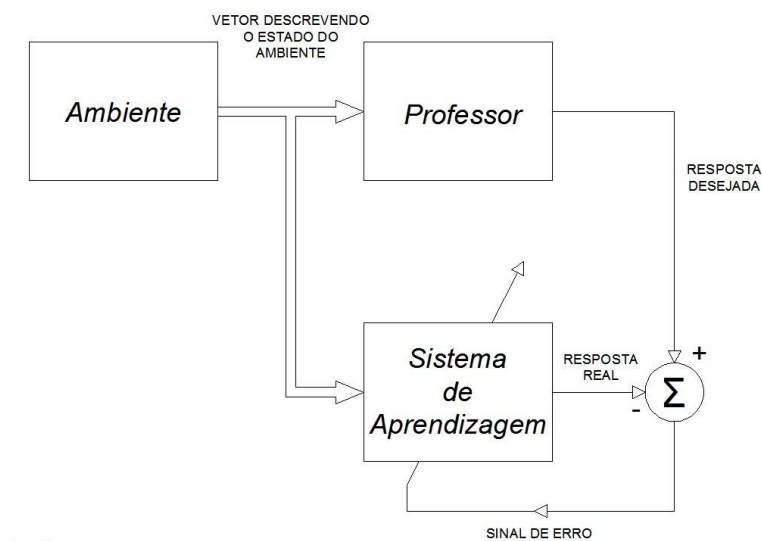 VETOR DESCREVENDO
O ESTADO DO
AMBIENTE
Ambiente
Professor
RESPOSTA
DESEJADA
Sistema
de
Aprendizagem
RESPOSTA
REAL
+
-
Σ
SINAL DE ERRO